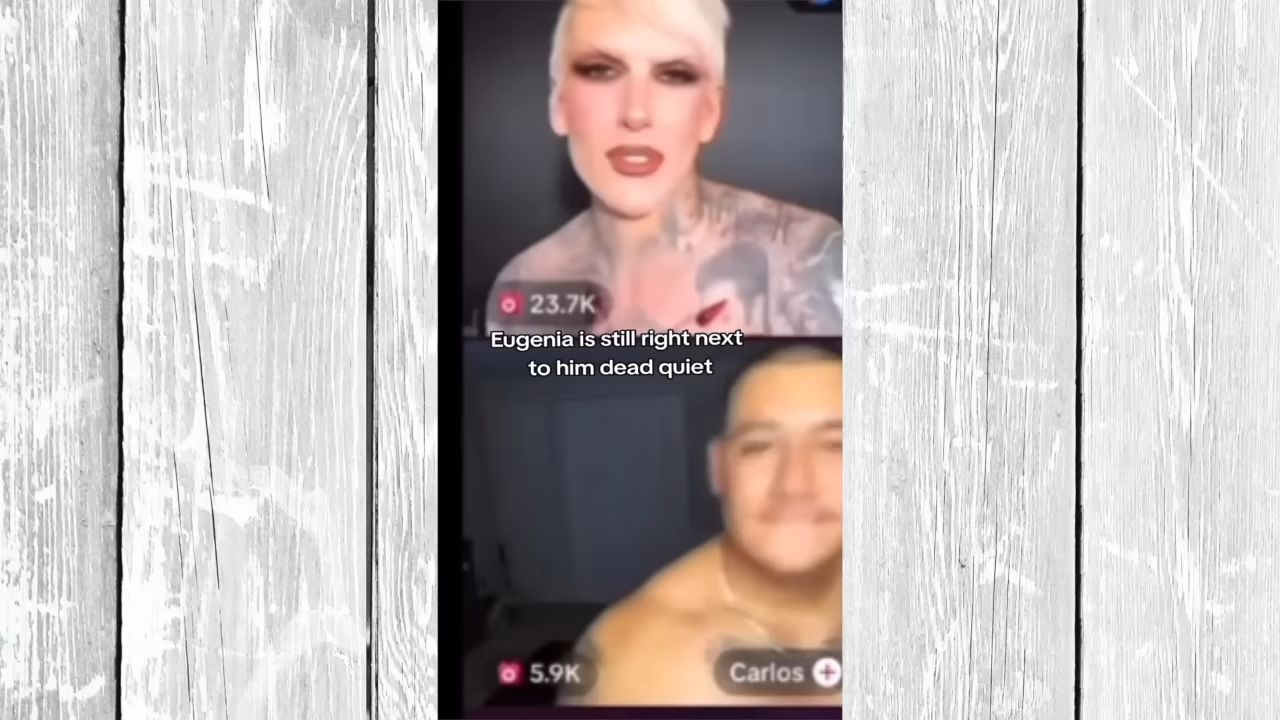 23.7K
Eugenia is still right next
to him dead quiet
5.9K
Carlos